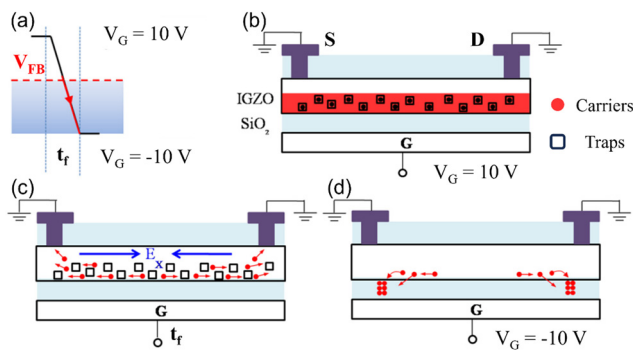 (a)
V_G = 10 V
V_FB
t_f
V_G = -10 V
(b)
S
D
IGZO
SiO₂
G
V_G = 10 V
Carriers
Traps
(c)
E_x
G
t_f
(d)
G
V_G = -10 V